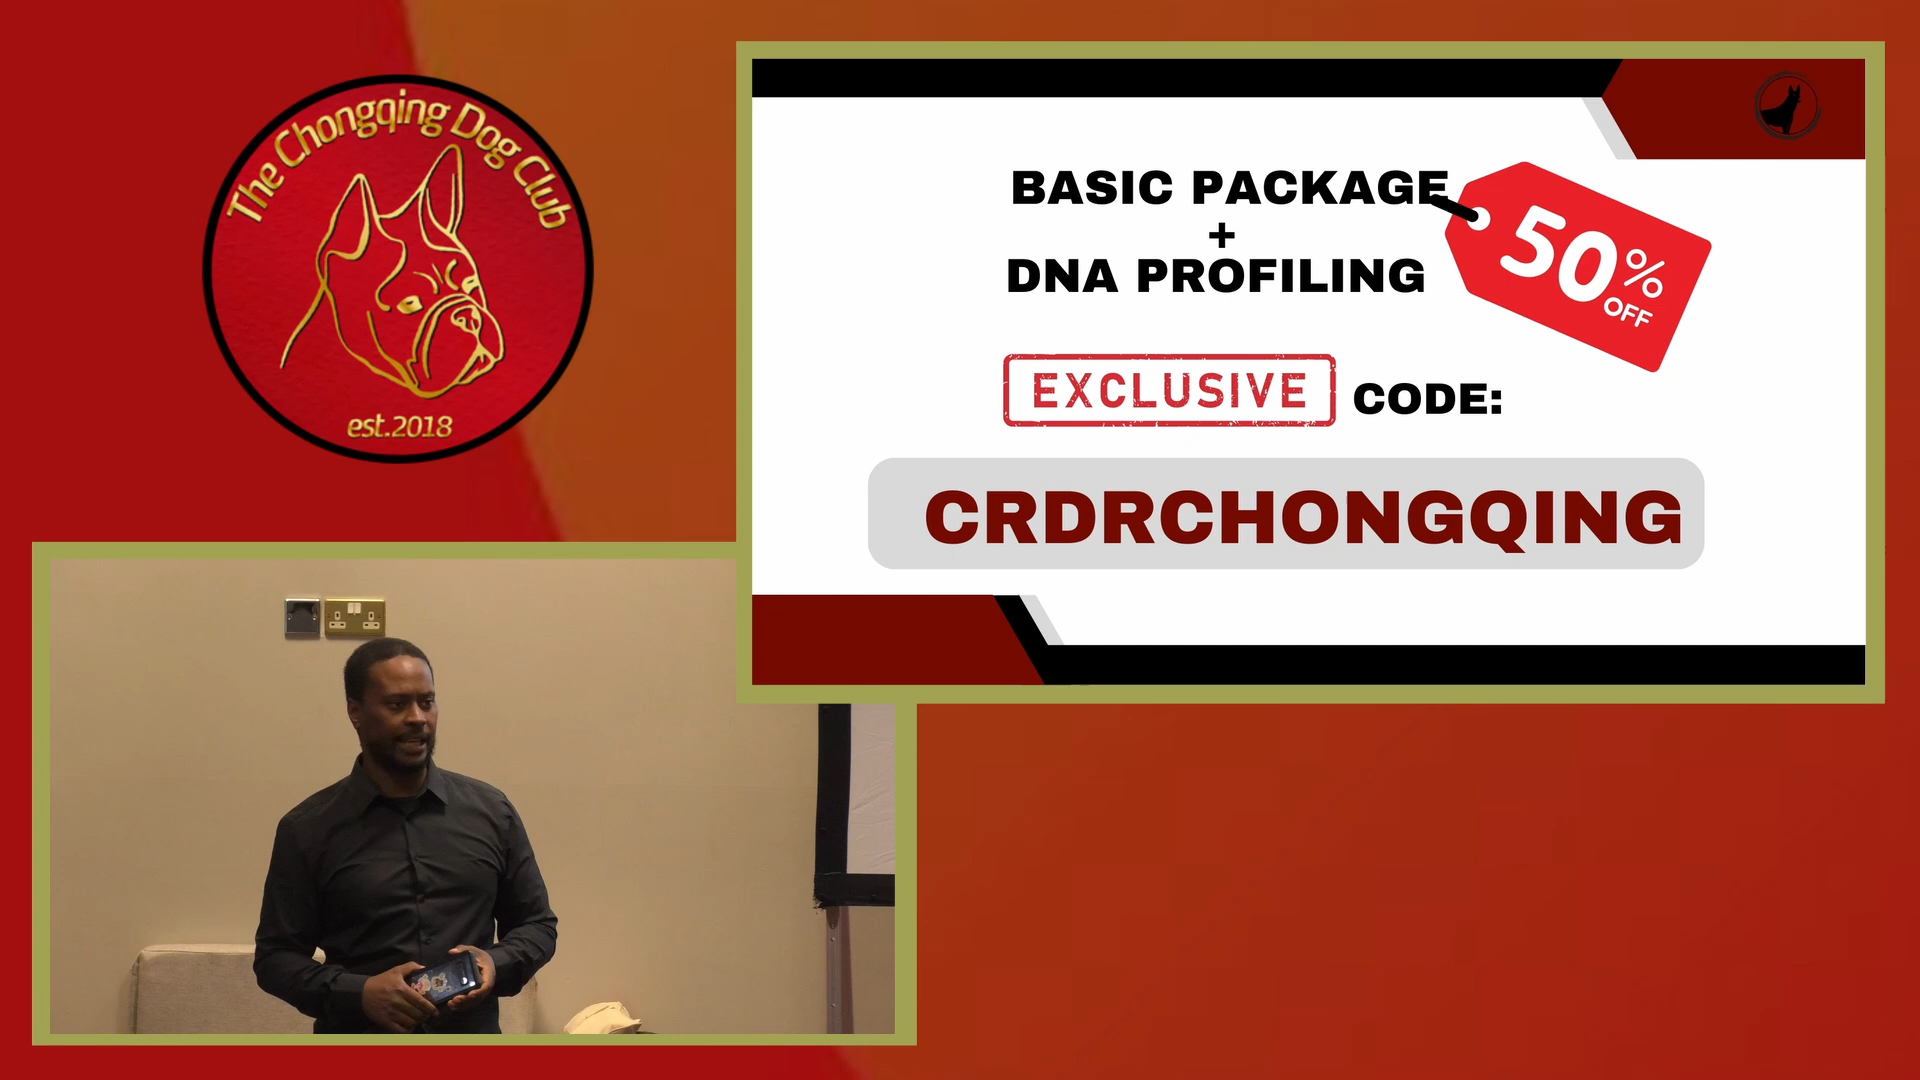 The Chongqing Dog Club
est.2018
BASIC PACKAGE
+
DNA PROFILING
50%
OFF
EXCLUSIVE CODE:
CRDRCHONGQING